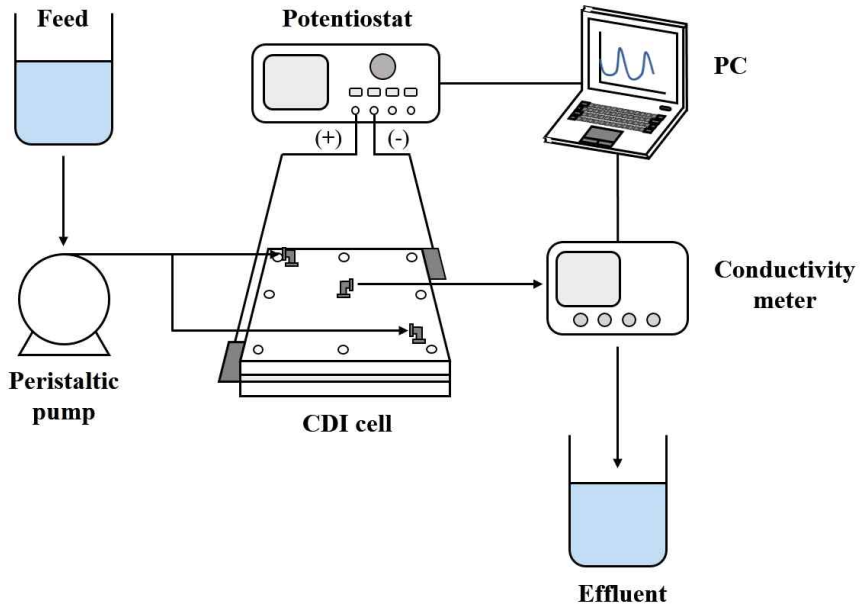 Feed
Potentiostat
PC
(+)
(-)
Conductivity
meter
Peristaltic
pump
CDI cell
Effluent